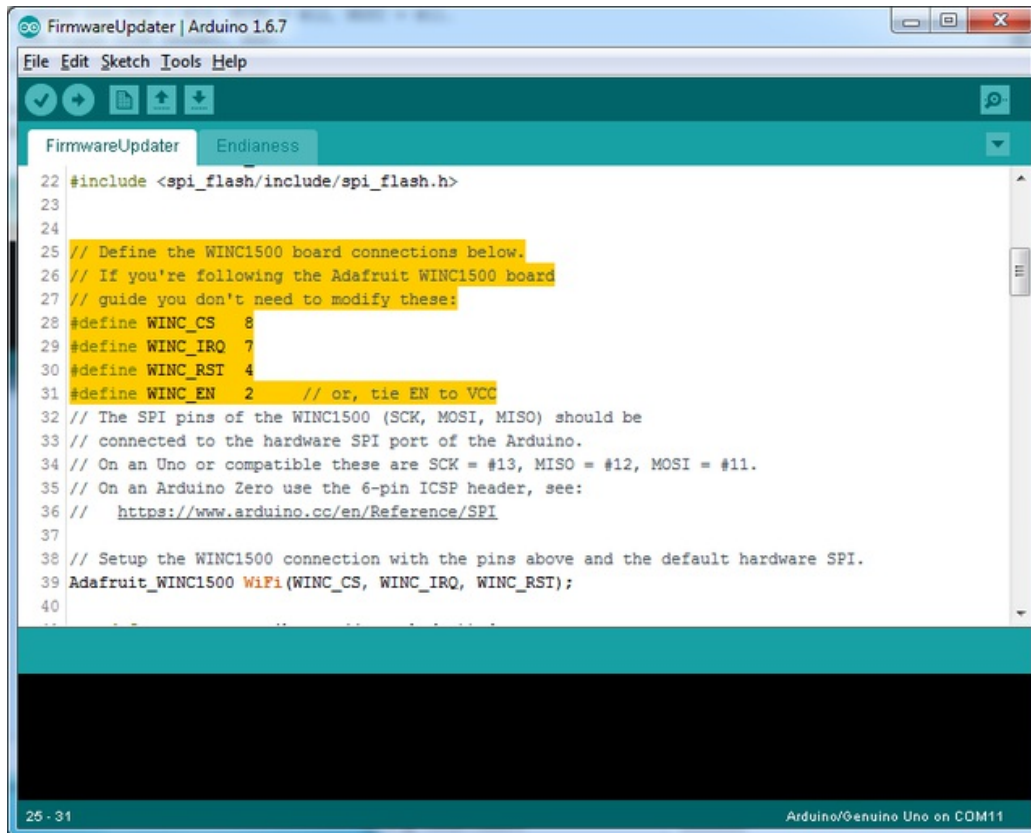 FirmwareUpdater | Arduino 1.6.7
File Edit Sketch Tools Help
FirmwareUpdater Endianess
22 #include <spi_flash/include/spi_flash.h>
23
24
25 // Define the WINC1500 board connections below.
26 // If you're following the Adafruit WINC1500 board
27 // guide you don't need to modify these:
28 #define WINC_CS 8
29 #define WINC_IRQ 7
30 #define WINC_RST 4
31 #define WINC_EN 2 // or, tie EN to VCC
32 // The SPI pins of the WINC1500 (SCK, MOSI, MISO) should be
33 // connected to the hardware SPI port of the Arduino.
34 // On an Uno or compatible these are SCK = #13, MISO = #12, MOSI = #11.
35 // On an Arduino Zero use the 6-pin ICSP header, see:
36 // https://www.arduino.cc/en/Reference/SPI
37
38 // Setup the WINC1500 connection with the pins above and the default hardware SPI.
39 Adafruit_WINC1500 WiFi(WINC_CS, WINC_IRQ, WINC_RST);
40
25 - 31 Arduino/Genuino Uno on COM11